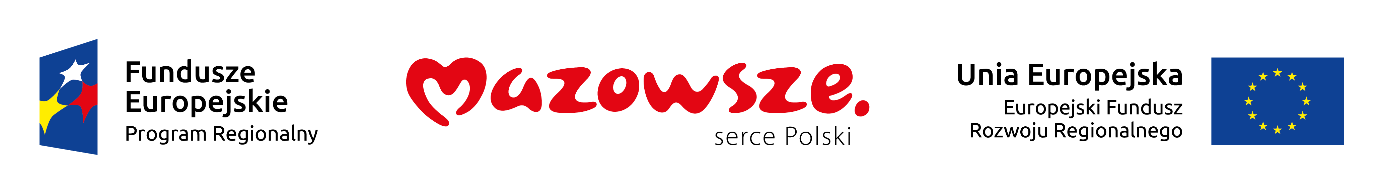 Fundusze
Europejskie
Program Regionalny
Mazowsze.
serce Polski
Unia Europejska
Europejski Fundusz
Rozwoju Regionalnego